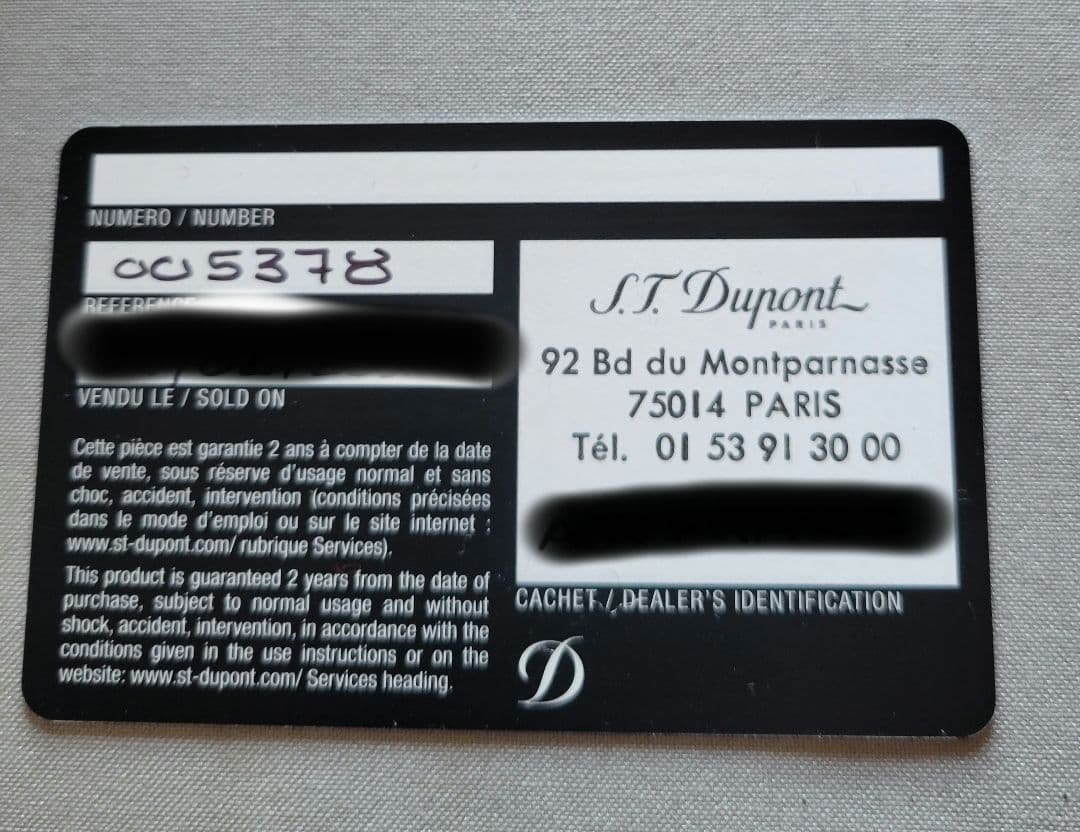 NUMERO / NUMBER
005378
REFERENCE
VENDU LE / SOLD ON
Cette pièce est garantie 2 ans à compter de la date
de vente, sous réserve d'usage normal et sans
choc, accident, intervention (conditions précisées
dans le mode d'emploi ou sur le site internet :
www.st-dupont.com/ rubrique Services).
This product is guaranteed 2 years from the date of
purchase, subject to normal usage and without
shock, accident, intervention, in accordance with the
conditions given in the use instructions or on the
website: www.st-dupont.com/ Services heading.
S.T. Dupont
PARIS
92 Bd du Montparnasse
75014 PARIS
Tél. 01 53 91 30 00
CACHET / DEALER'S IDENTIFICATION
D